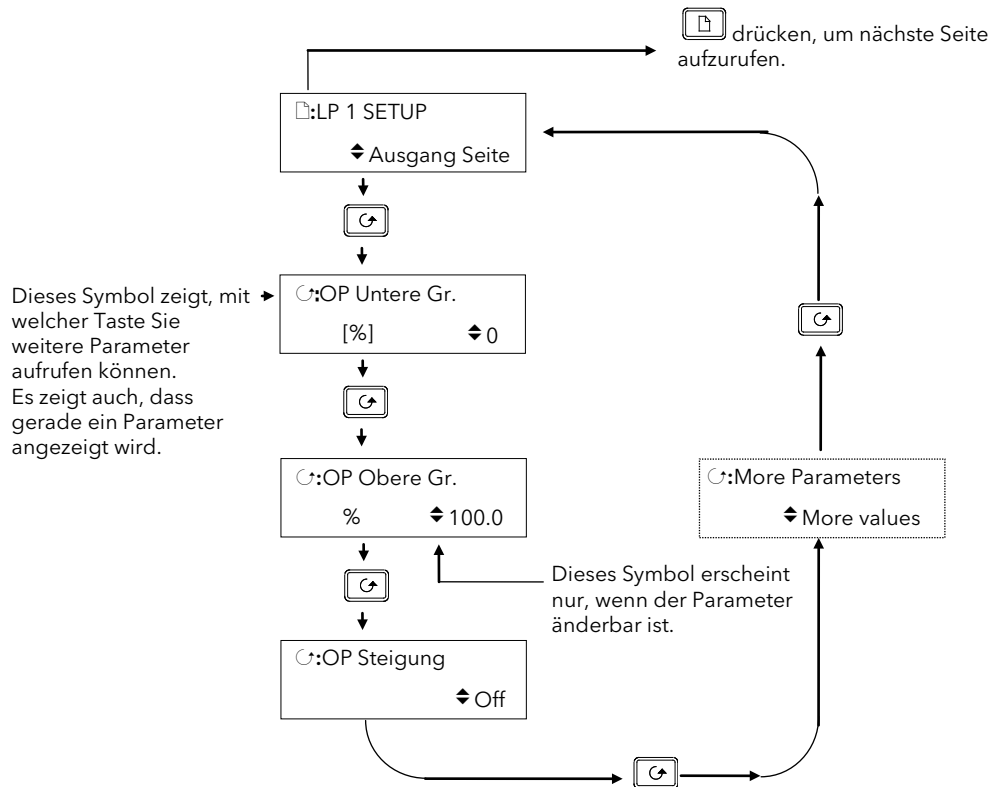 drücken, um nächste Seite
aufzurufen.
:LP 1 SETUP
Ausgang Seite
Dieses Symbol zeigt, mit
welcher Taste Sie
weitere Parameter
aufrufen können.
Es zeigt auch, dass
gerade ein Parameter
angezeigt wird.
:OP Untere Gr.
[%] 0
:OP Obere Gr.
% 100.0
:More Parameters
More values
Dieses Symbol erscheint
nur, wenn der Parameter
änderbar ist.
:OP Steigung
Off